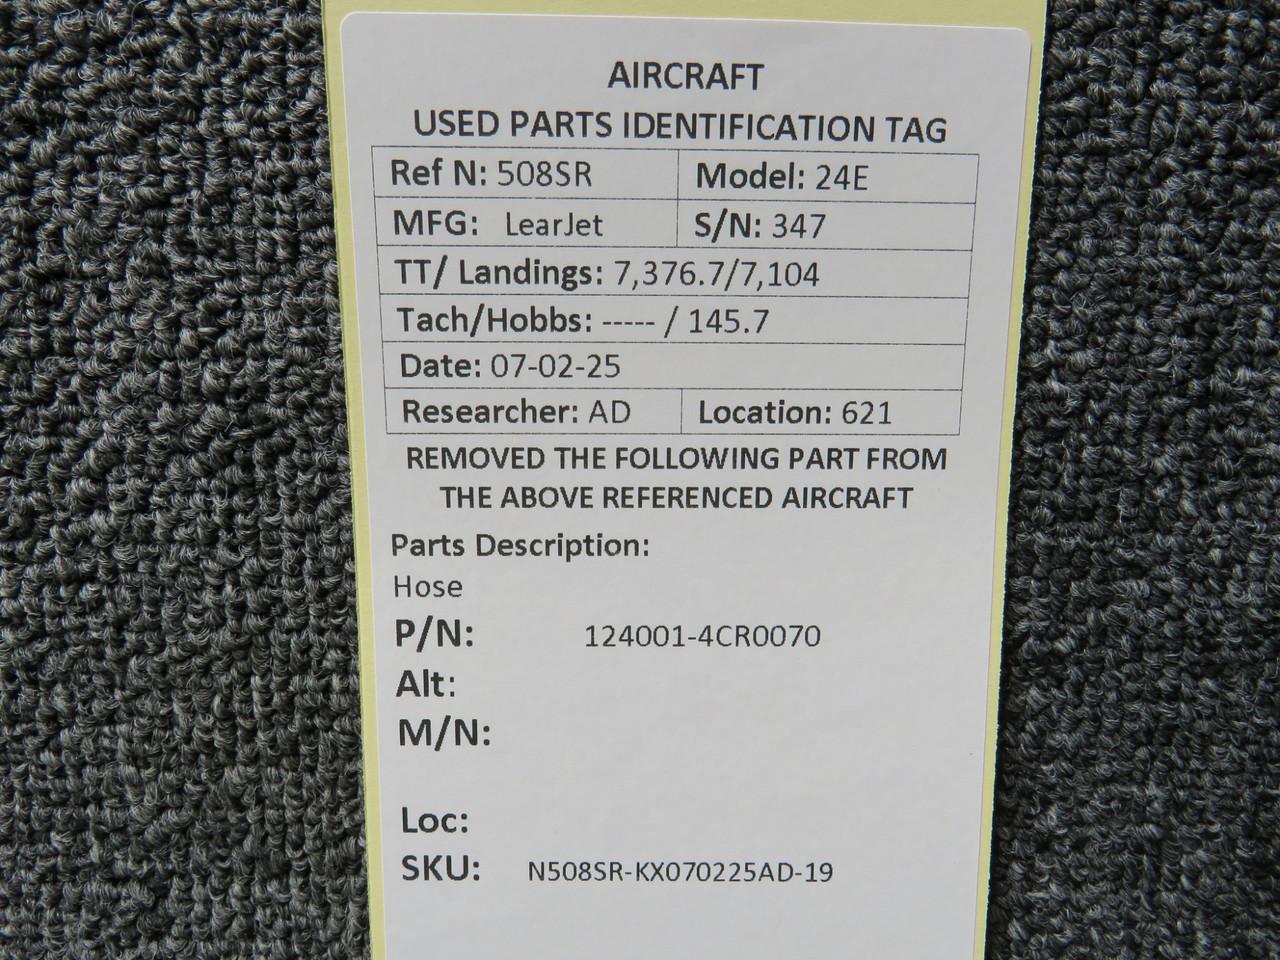 AIRCRAFT
USED PARTS IDENTIFICATION TAG
Ref N: 508SR Model: 24E
MFG: LearJet S/N: 347
TT/ Landings: 7,376.7/7,104
Tach/Hobbs: ----- / 145.7
Date: 07-02-25
Researcher: AD Location: 621
REMOVED THE FOLLOWING PART FROM
THE ABOVE REFERENCED AIRCRAFT
Parts Description:
Hose
P/N: 124001-4CR0070
Alt:
M/N:
Loc:
SKU: N508SR-KX070225AD-19